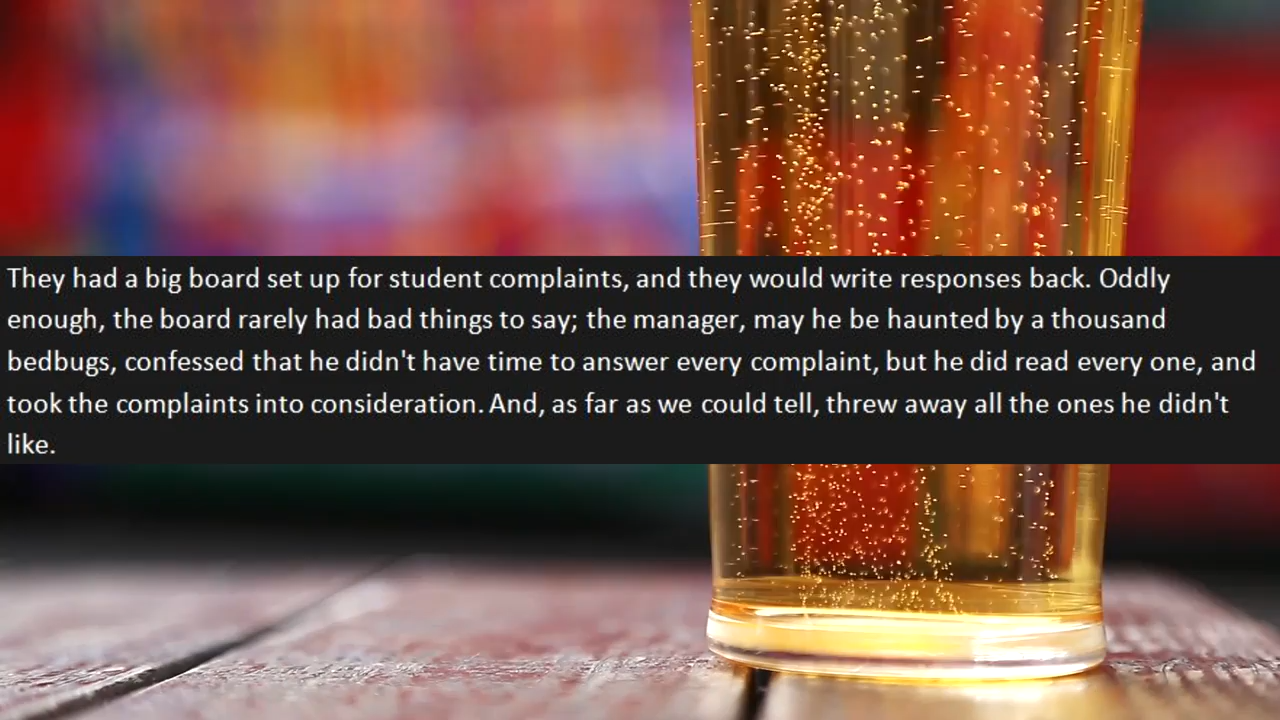 They had a big board set up for student complaints, and they would write responses back. Oddly
enough, the board rarely had bad things to say; the manager, may he be haunted by a thousand
bedbugs, confessed that he didn't have time to answer every complaint, but he did read every one, and
took the complaints into consideration. And, as far as we could tell, threw away all the ones he didn't
like.